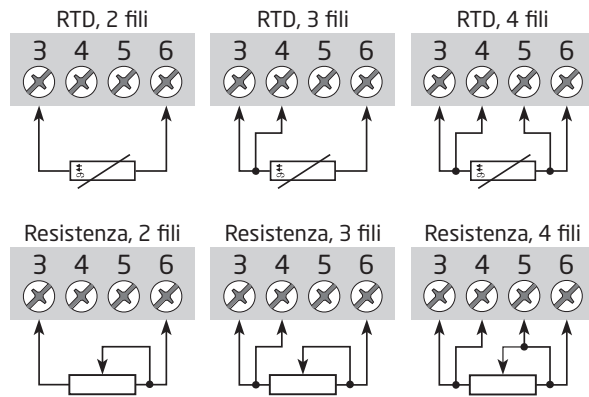 RTD, 2 fili
3 4 5 6
RTD, 3 fili
3 4 5 6
RTD, 4 fili
3 4 5 6
Resistenza, 2 fili
3 4 5 6
Resistenza, 3 fili
3 4 5 6
Resistenza, 4 fili
3 4 5 6